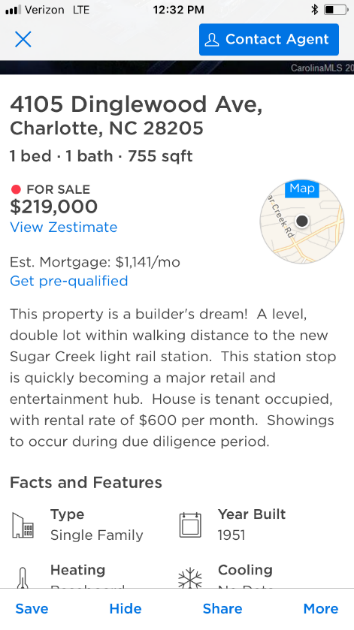 Verizon LTE 12:32 PM
Contact Agent
CarolinaMLS 20
4105 Dinglewood Ave,
Charlotte, NC 28205
1 bed · 1 bath · 755 sqft
FOR SALE
$219,000
View Zestimate
Map
ar Creek Rd
Est. Mortgage: $1,141/mo
Get pre-qualified
This property is a builder's dream!  A level,
double lot within walking distance to the new
Sugar Creek light rail station.  This station stop
is quickly becoming a major retail and
entertainment hub.  House is tenant occupied,
with rental rate of $600 per month.  Showings
to occur during due diligence period.
Facts and Features
Type
Single Family
Year Built
1951
Heating
Cooling
Save Hide Share More